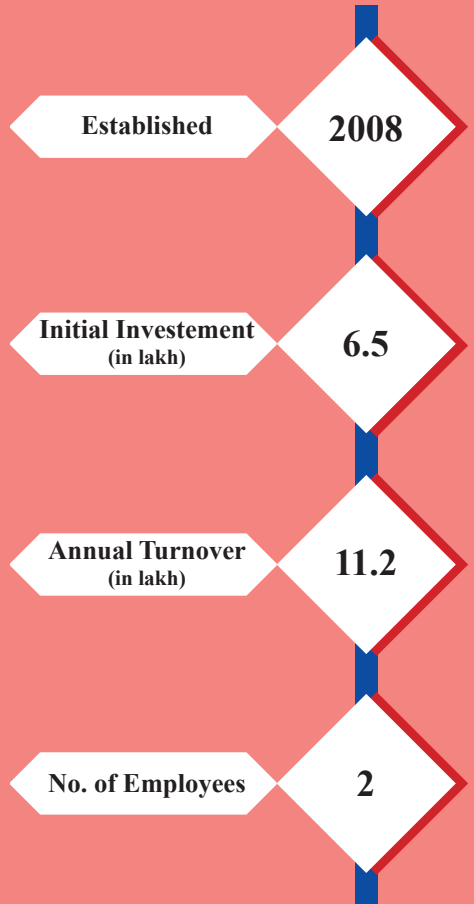 Established
2008
Initial Investement
(in lakh)
6.5
Annual Turnover
(in lakh)
11.2
No. of Employees
2